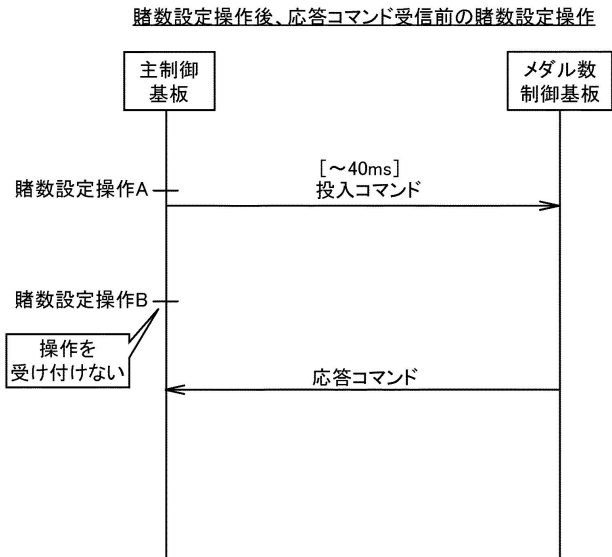 賭数設定操作後、応答コマンド受信前の賭数設定操作
主制御
基板
メダル数
制御基板
賭数設定操作A
[～40ms]
投入コマンド
賭数設定操作B
操作を
受け付けない
応答コマンド